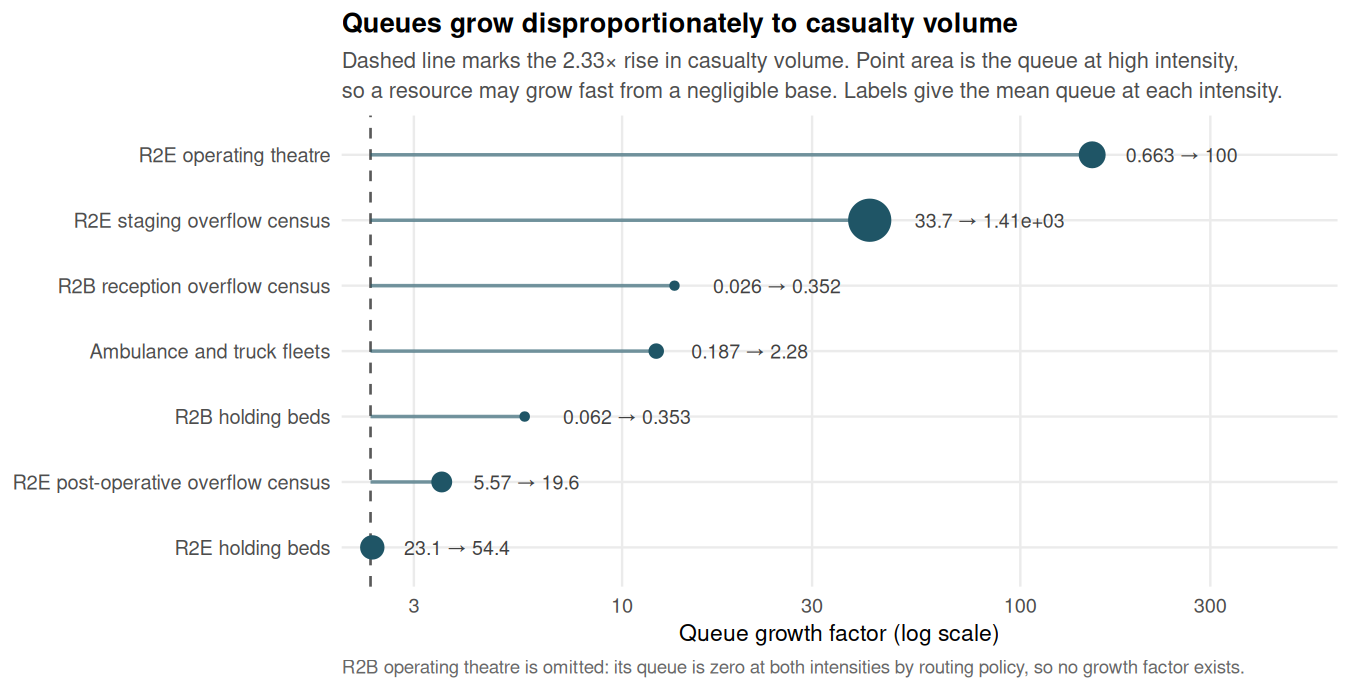 Queues grow disproportionately to casualty volume
Dashed line marks the 2.33× rise in casualty volume. Point area is the queue at high intensity,
so a resource may grow fast from a negligible base. Labels give the mean queue at each intensity.
R2E operating theatre
0.663 → 100
R2E staging overflow census
33.7 → 1.41e+03
R2B reception overflow census
0.026 → 0.352
Ambulance and truck fleets
0.187 → 2.28
R2B holding beds
0.062 → 0.353
R2E post-operative overflow census
5.57 → 19.6
R2E holding beds
23.1 → 54.4
3
10
30
100
300
Queue growth factor (log scale)
R2B operating theatre is omitted: its queue is zero at both intensities by routing policy, so no growth factor exists.